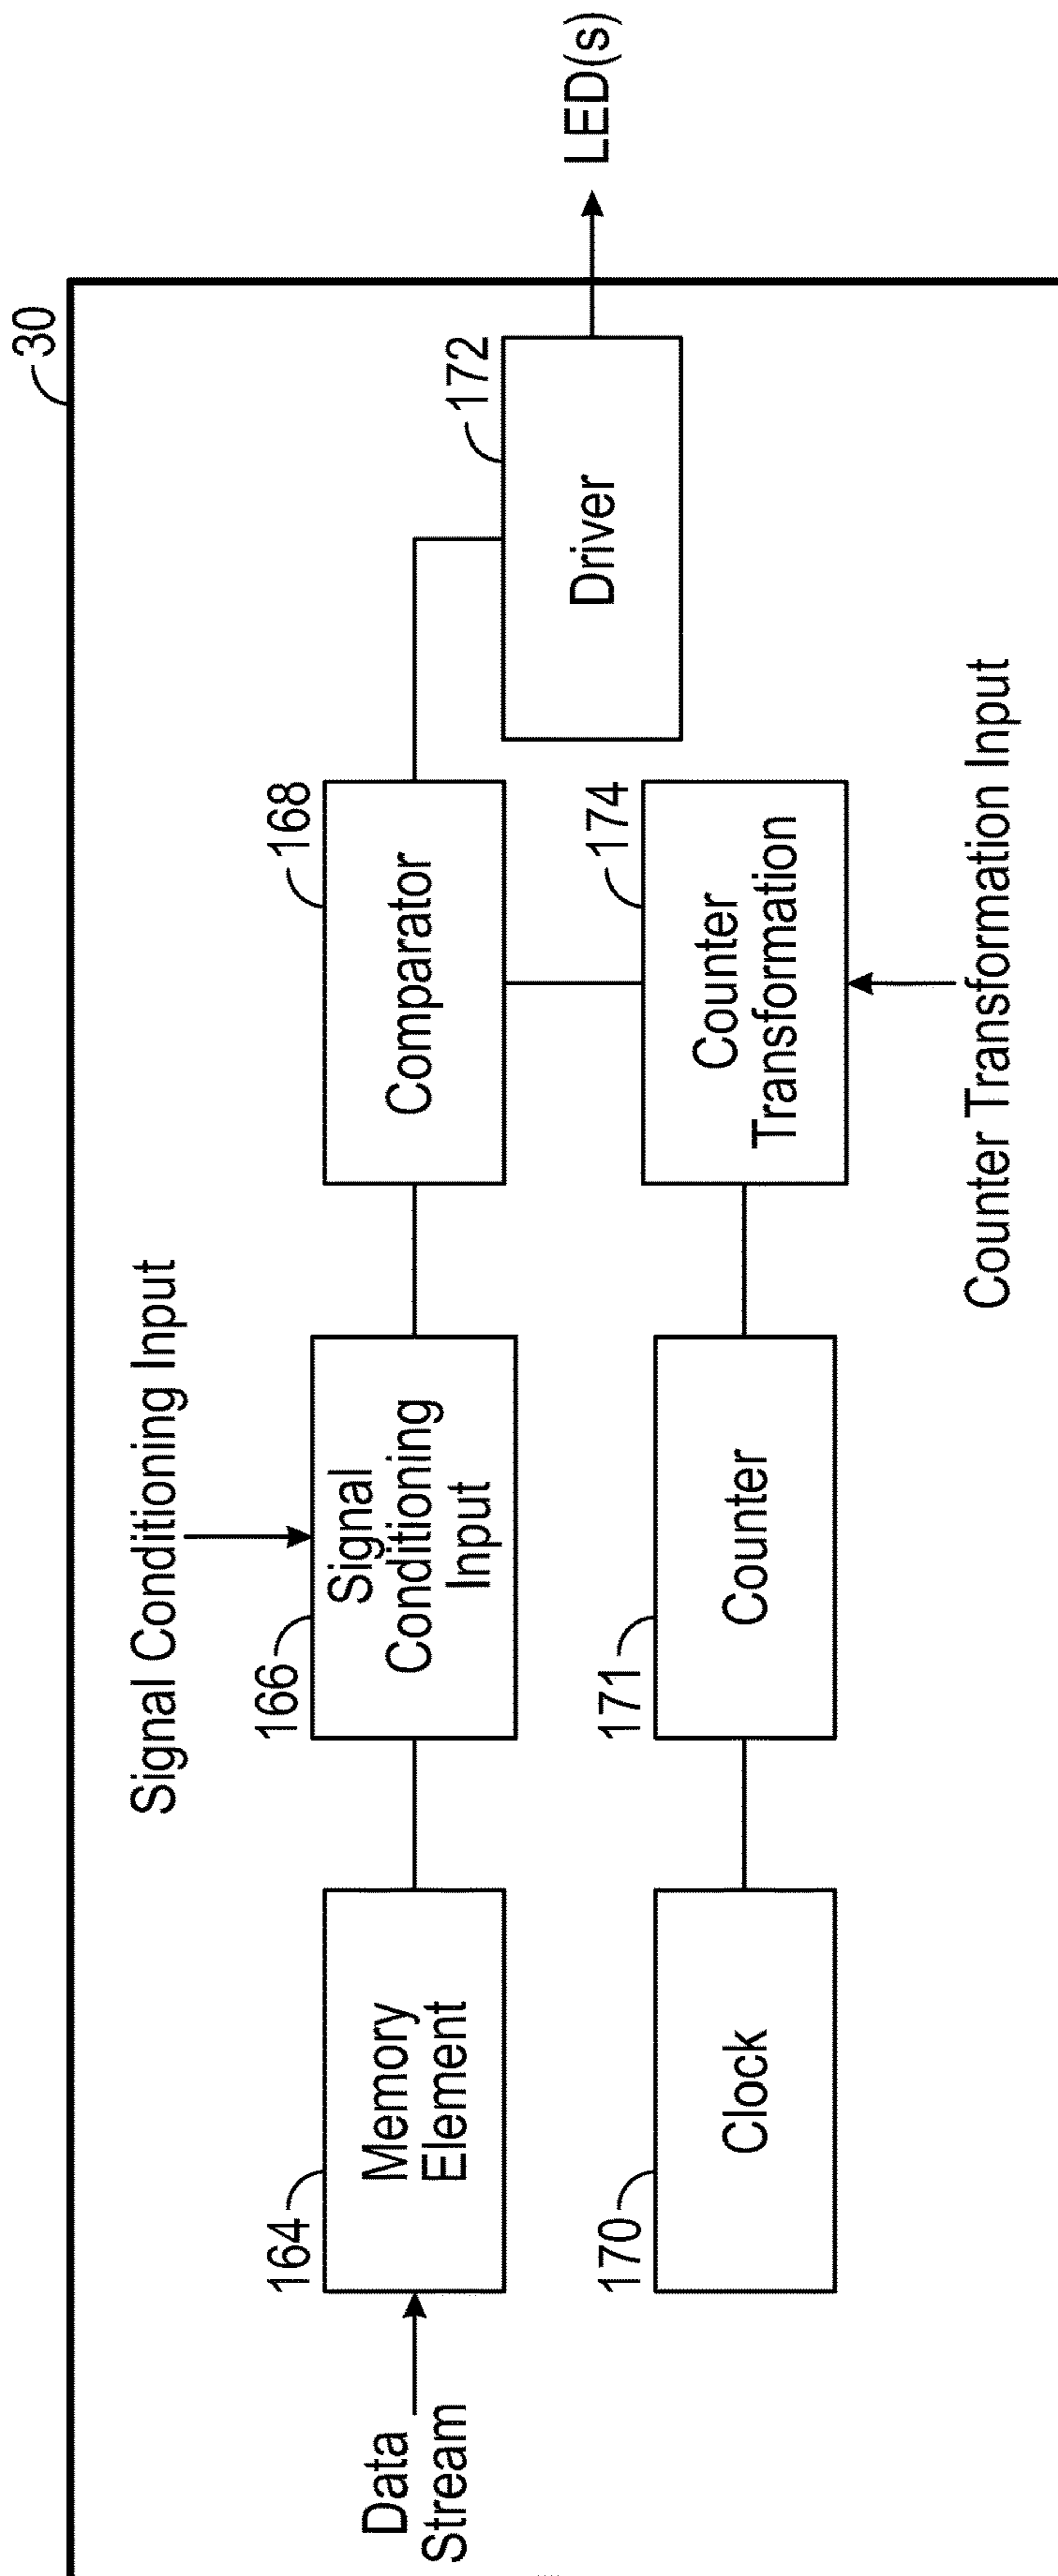 30
Signal Conditioning Input
164
166
168
Data
Stream
Memory
Element
Signal
Conditioning
Input
Comparator
172
Driver
LED(s)
170
171
174
Clock
Counter
Counter
Transformation
Counter Transformation Input